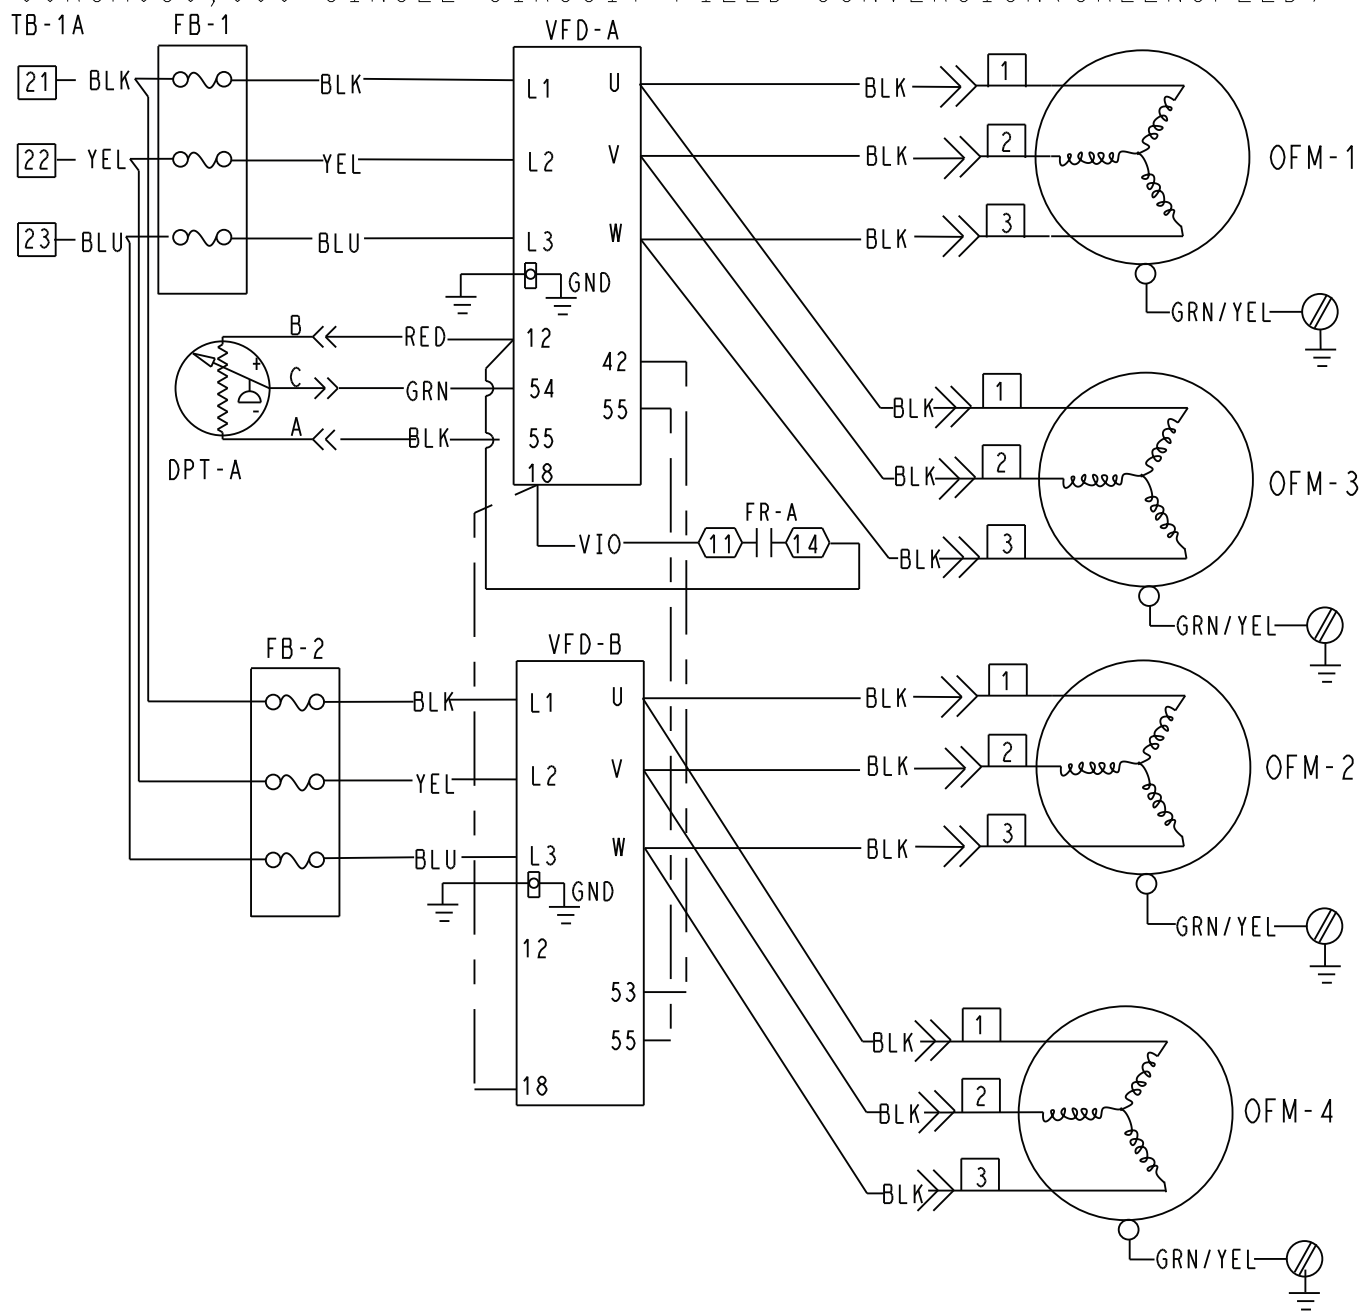 TB-1A FB-1 VFD-A
21 BLK BLK L1 U BLK 1
22 YEL YEL L2 V BLK 2 OFM-1
23 BLU BLU L3 W BLK 3
GND
GRN/YEL
B RED 12
42
C GRN 54
55
+
-
A BLK 55
DPT-A
18
BLK 1
BLK 2 OFM-3
BLK 3
GRN/YEL
FR-A
VIO 11 14
FB-2 VFD-B
BLK L1 U BLK 1
YEL L2 V BLK 2 OFM-2
BLU L3 W BLK 3
GND
GRN/YEL
12
53
55
18
BLK 1
BLK 2 OFM-4
BLK 3
GRN/YEL